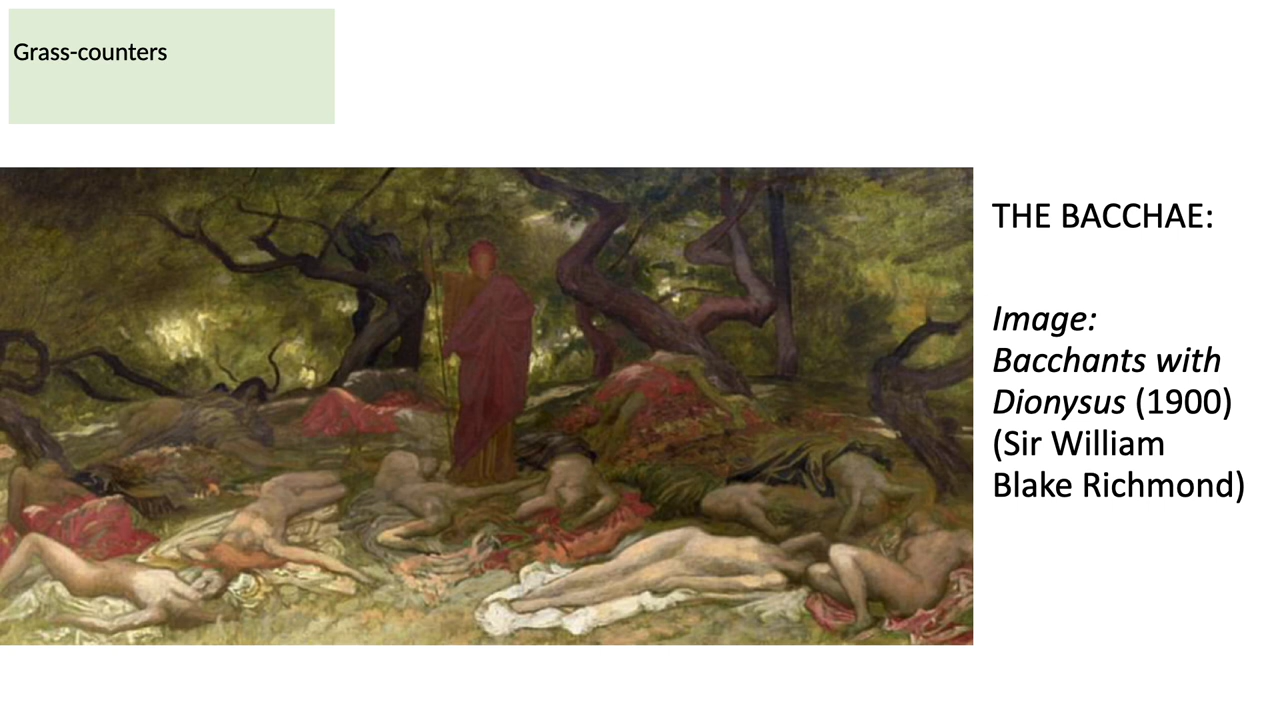 Grass-counters
THE BACCHAE:
Image:
Bacchants with
Dionysus (1900)
(Sir William
Blake Richmond)